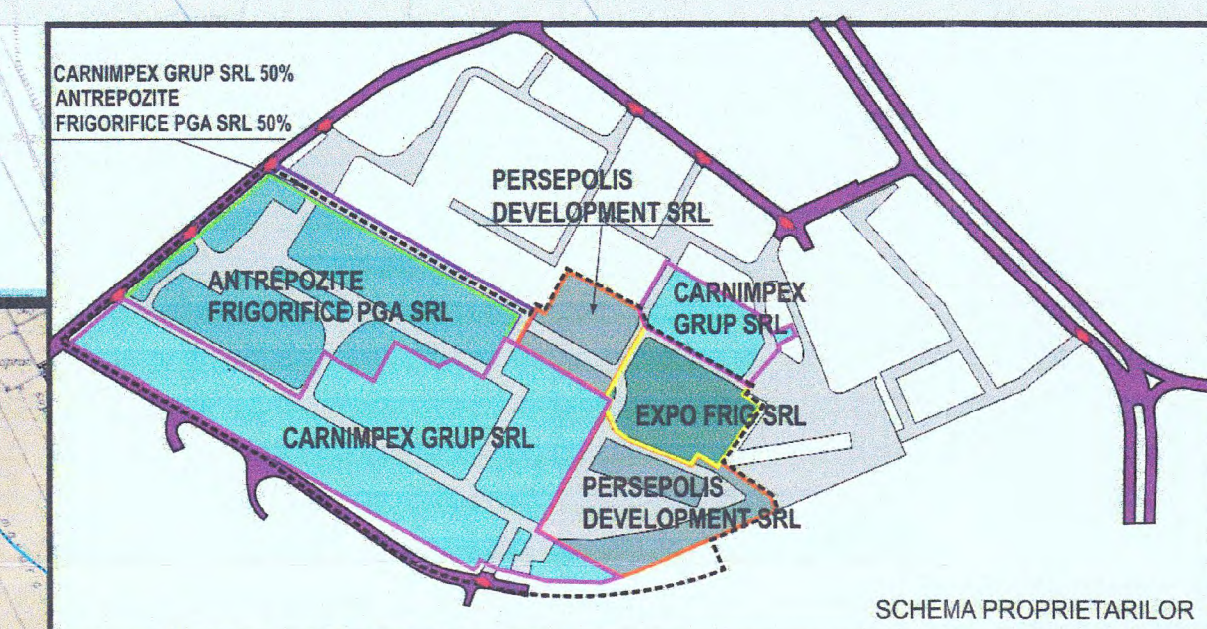 CARNIMPEX GRUP SRL 50%
ANTREPOZITE
FRIGORIFICE PGA SRL 50%
PERSEPOLIS
DEVELOPMENT SRL
ANTREPOZITE
FRIGORIFICE PGA SRL
CARNIMPEX
GRUP SRL
EXPO FRIG SRL
CARNIMPEX GRUP SRL
PERSEPOLIS
DEVELOPMENT SRL
SCHEMA PROPRIETARILOR